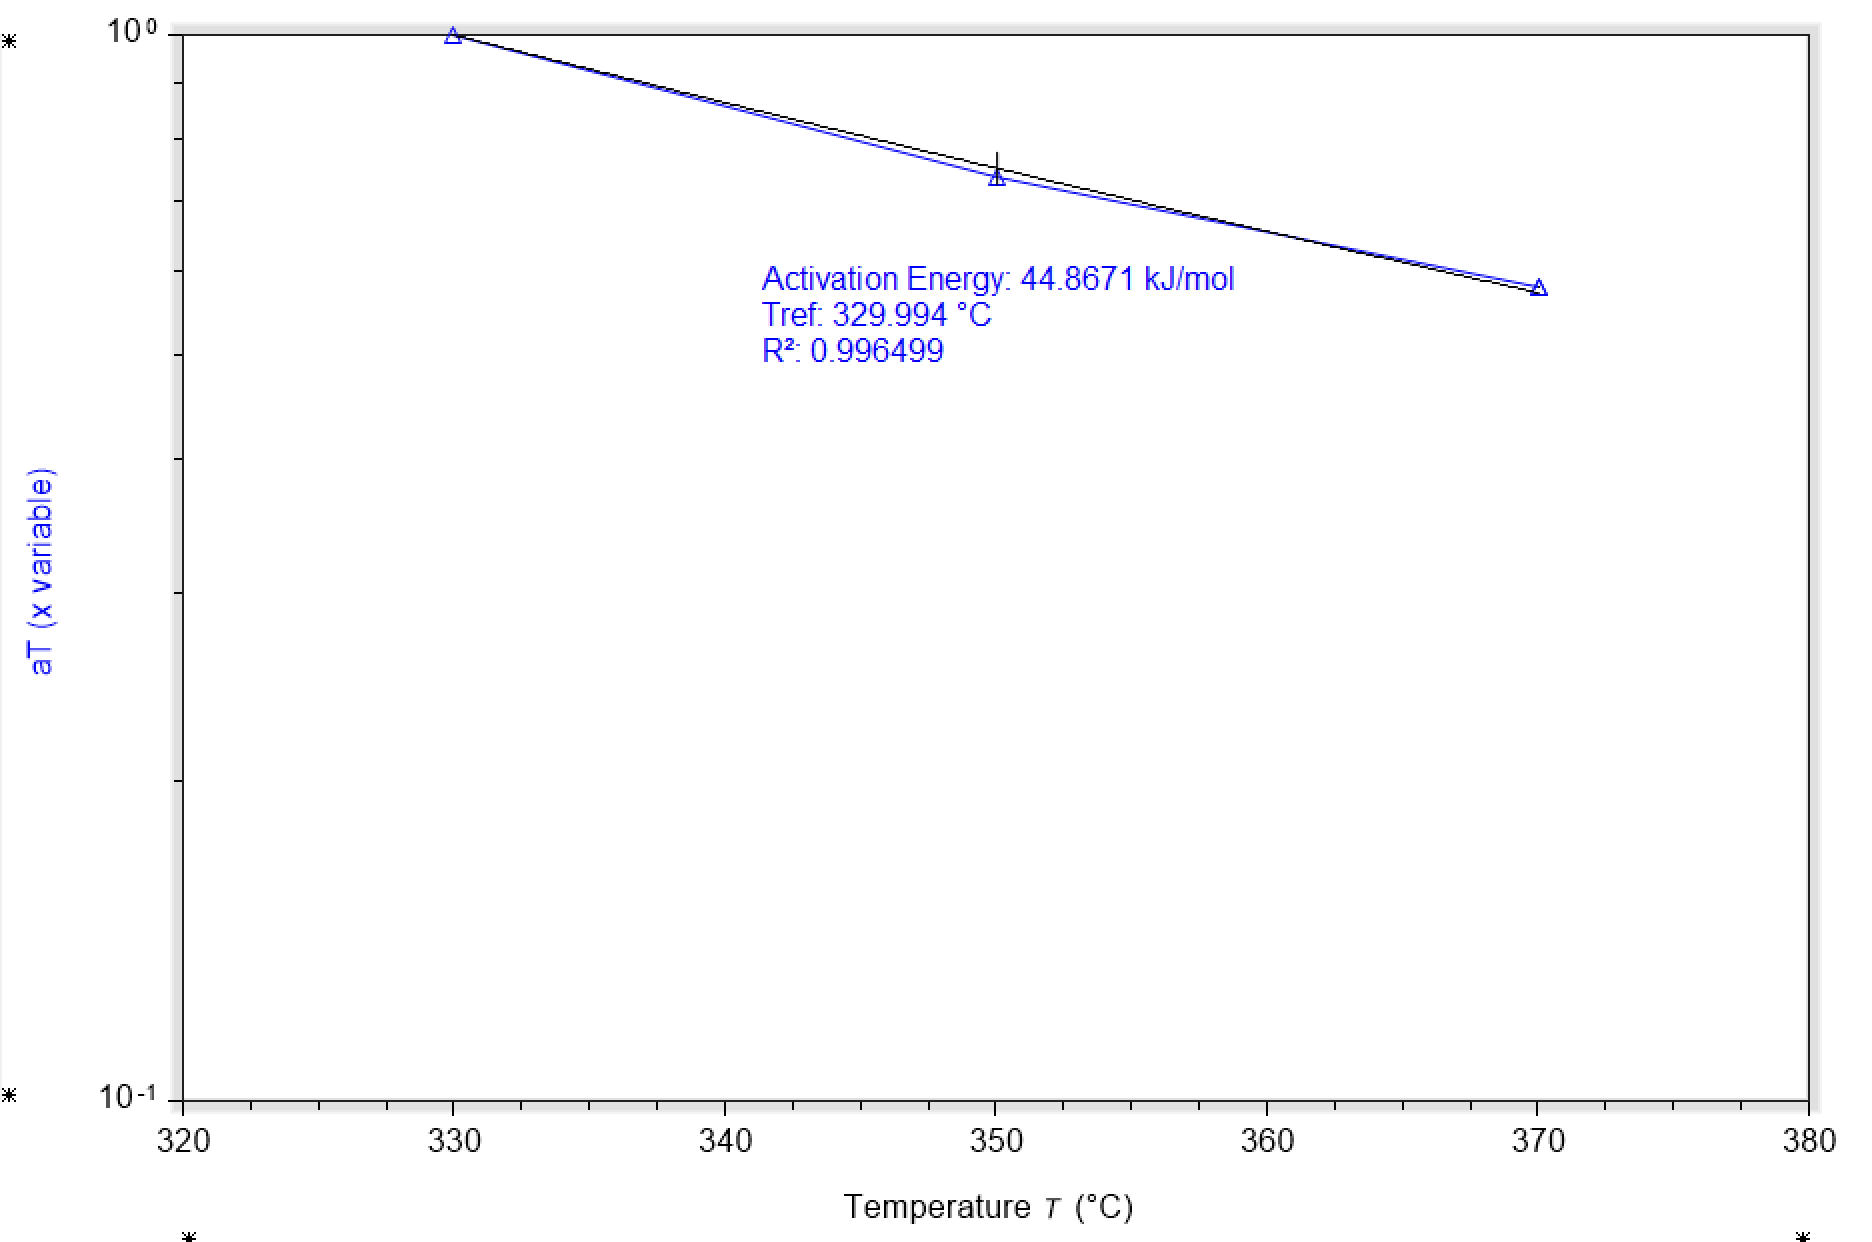 10⁰
Activation Energy: 44.8671 kJ/mol
Tref: 329.994 °C
R²: 0.996499
aT (x variable)
10⁻¹
320 330 340 350 360 370 380
Temperature T (°C)